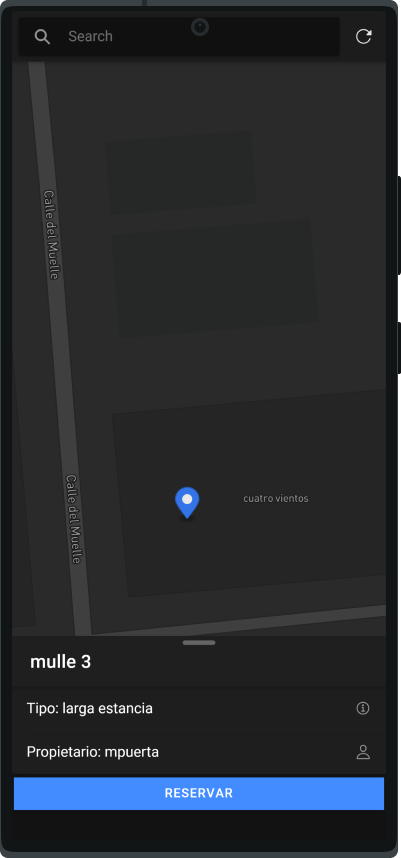 Search
Calle del Muelle
Calle del Muelle
cuatro vientos
mulle 3
Tipo: larga estancia
Propietario: mpuerta
RESERVAR